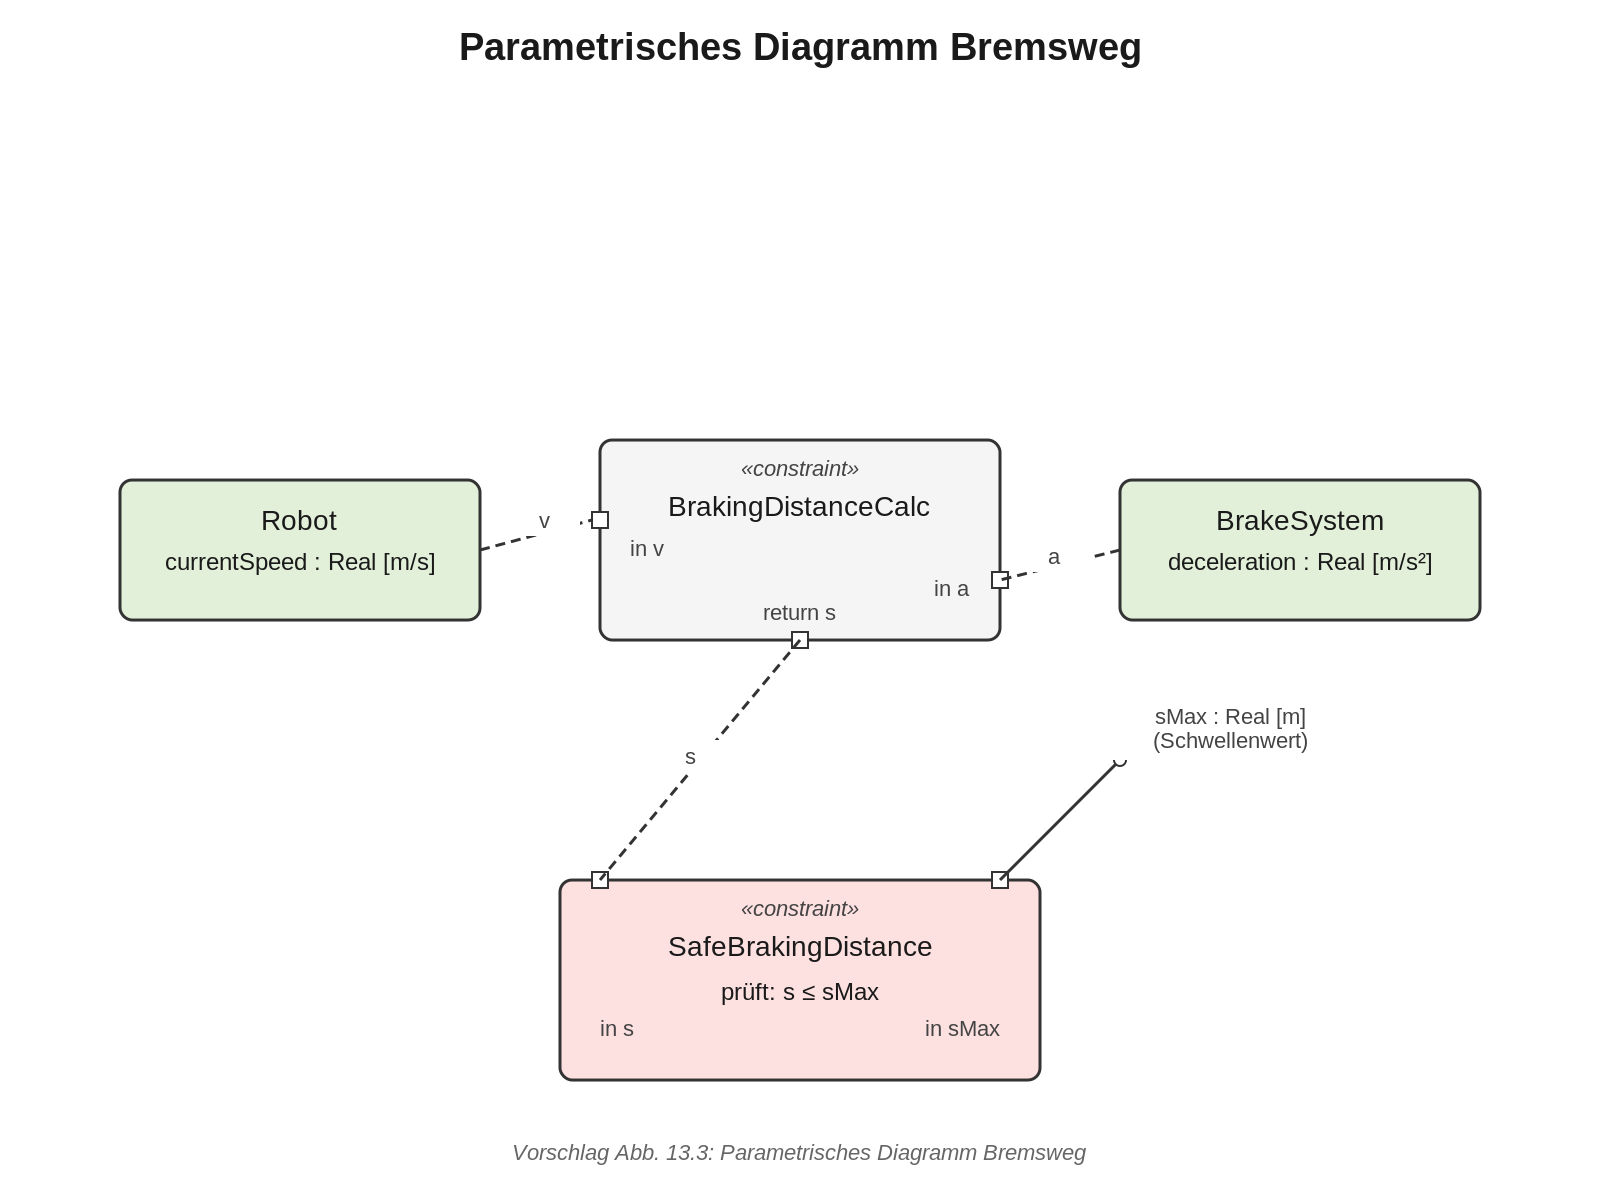 Parametrisches Diagramm Bremsweg
«constraint»
BrakingDistanceCalc
in v
in a
return s
Robot
currentSpeed : Real [m/s]
v
a
BrakeSystem
deceleration : Real [m/s²]
s
sMax : Real [m]
(Schwellenwert)
«constraint»
SafeBrakingDistance
prüft: s ≤ sMax
in s
in sMax
Vorschlag Abb. 13.3: Parametrisches Diagramm Bremsweg